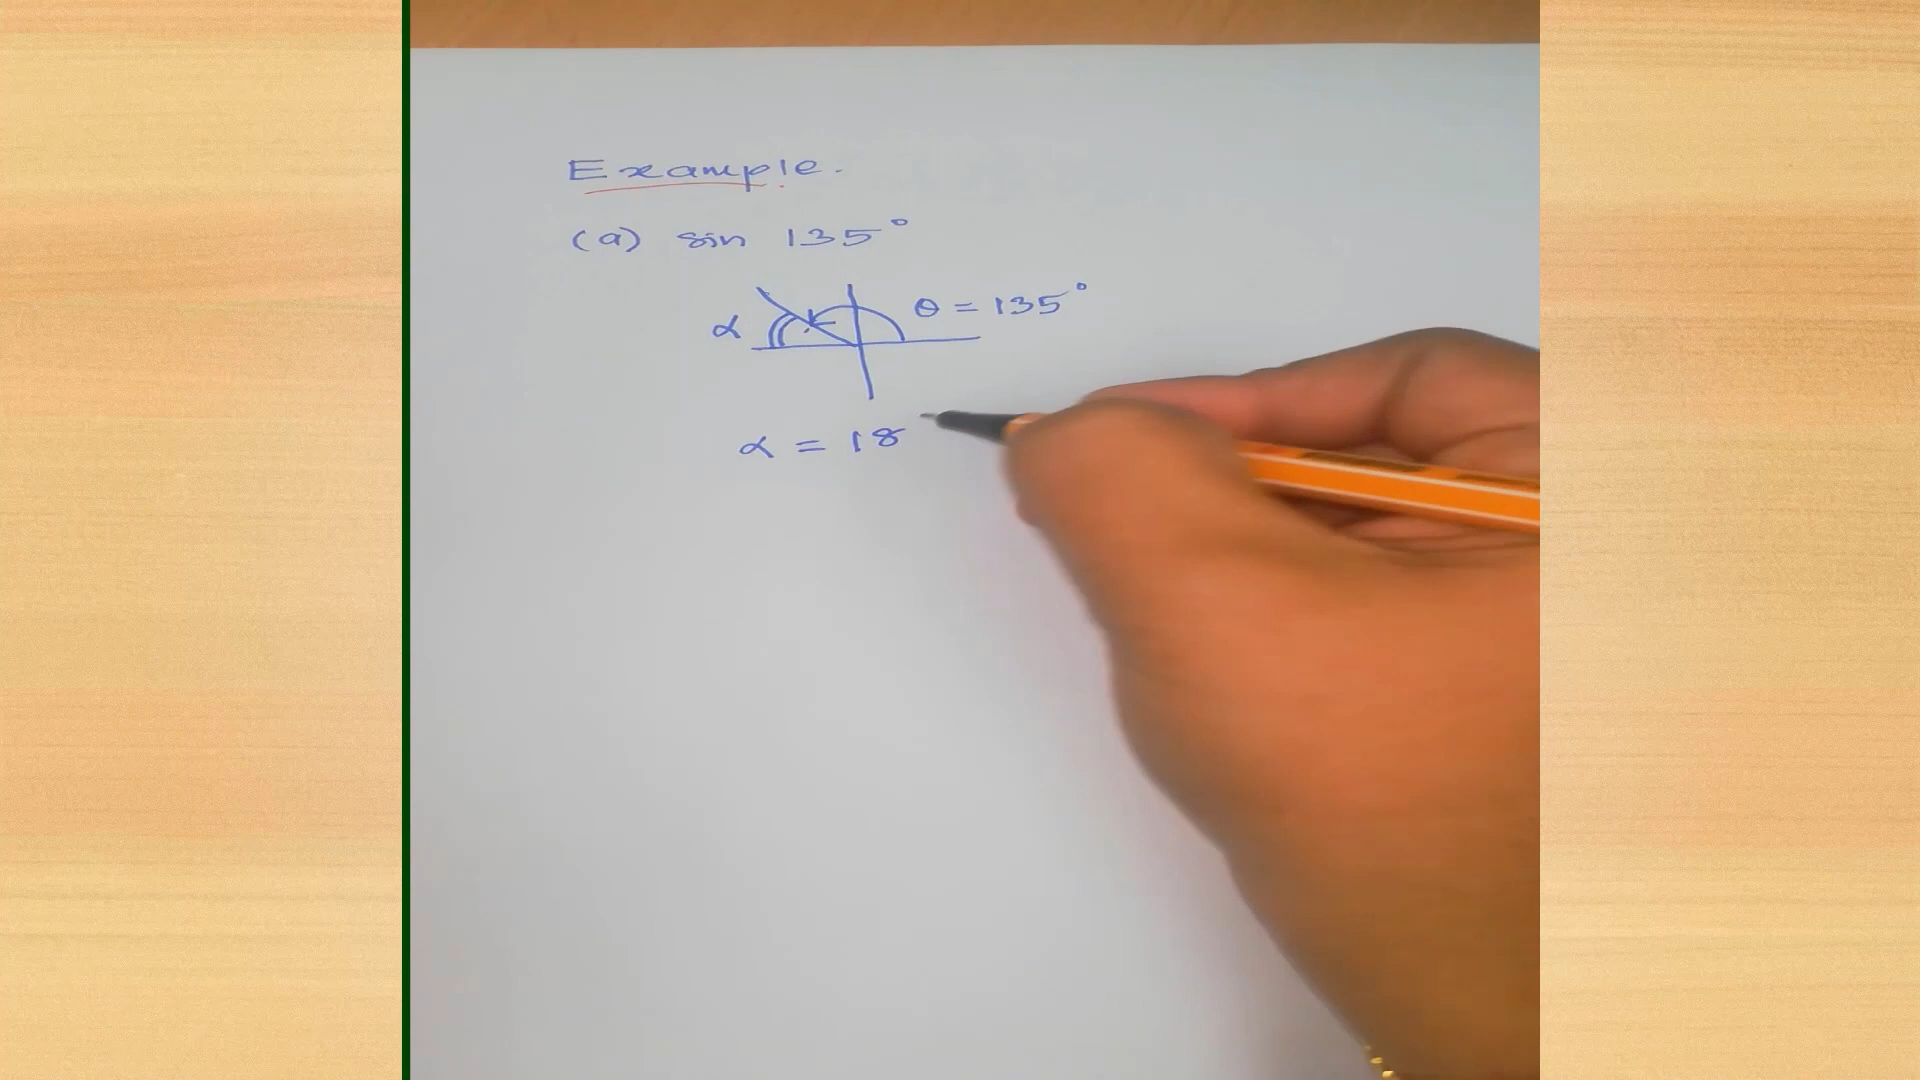 Example.
(a) sin 135°
α θ = 135°
α = 18